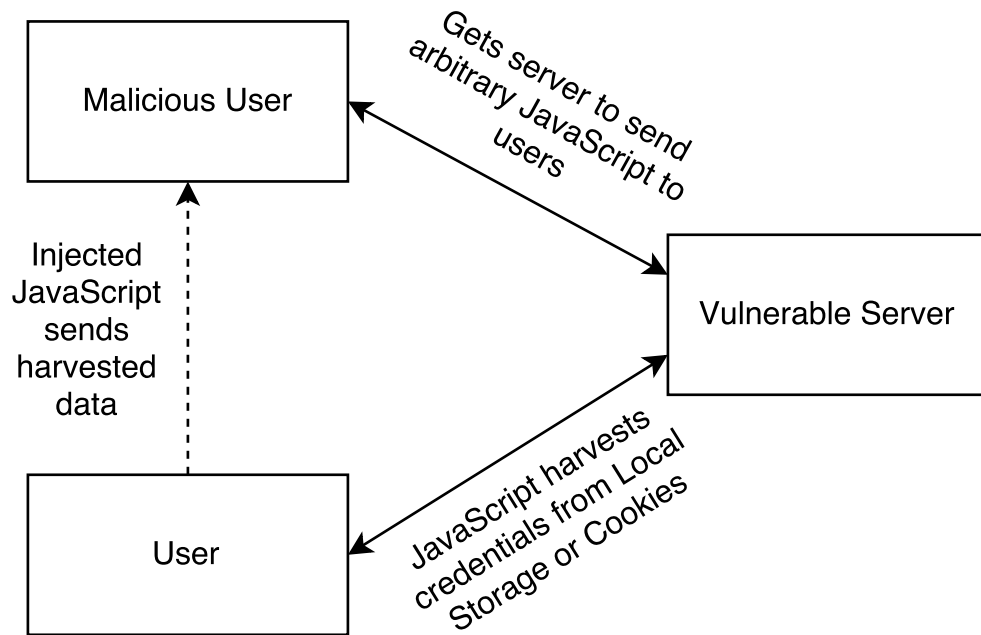 Malicious User
Gets server to send
arbitrary JavaScript to
users
Injected
JavaScript
sends
harvested
data
Vulnerable Server
User
JavaScript harvests
credentials from Local
Storage or Cookies